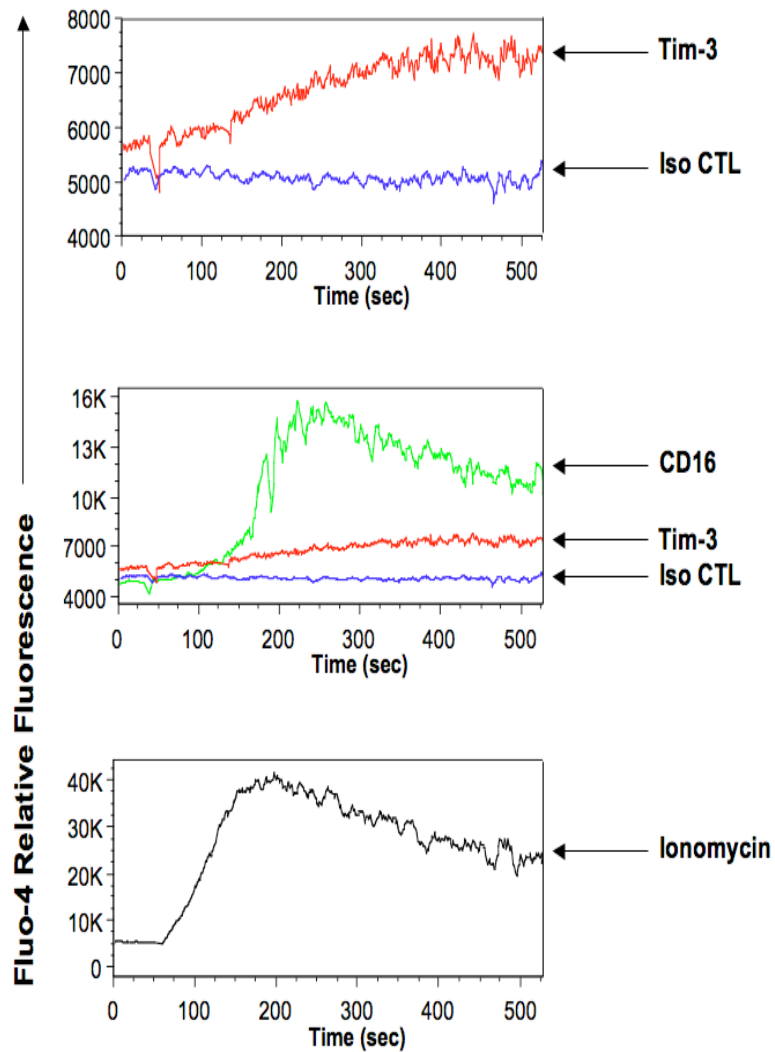 Fluo-4 Relative Fluorescence
8000
7000
6000
5000
4000
0 100 200 300 400 500
Time (sec)
Tim-3
Iso CTL
16K
13K
10K
7000
4000
0 100 200 300 400 500
Time (sec)
CD16
Tim-3
Iso CTL
40K
30K
20K
10K
0
0 100 200 300 400 500
Time (sec)
Ionomycin